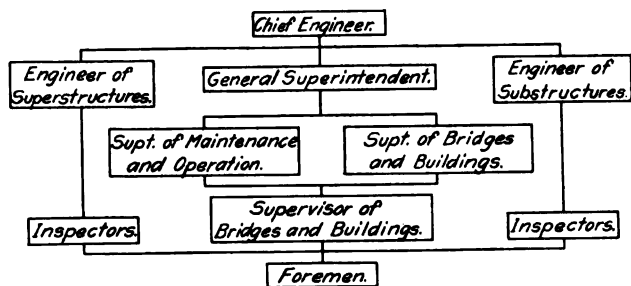 Chief Engineer.
Engineer of
Superstructures.
General Superintendent.
Engineer of
Substructures.
Supt. of Maintenance
and Operation.
Supt. of Bridges
and Buildings.
Inspectors.
Supervisor of
Bridges and Buildings.
Inspectors.
Foremen.